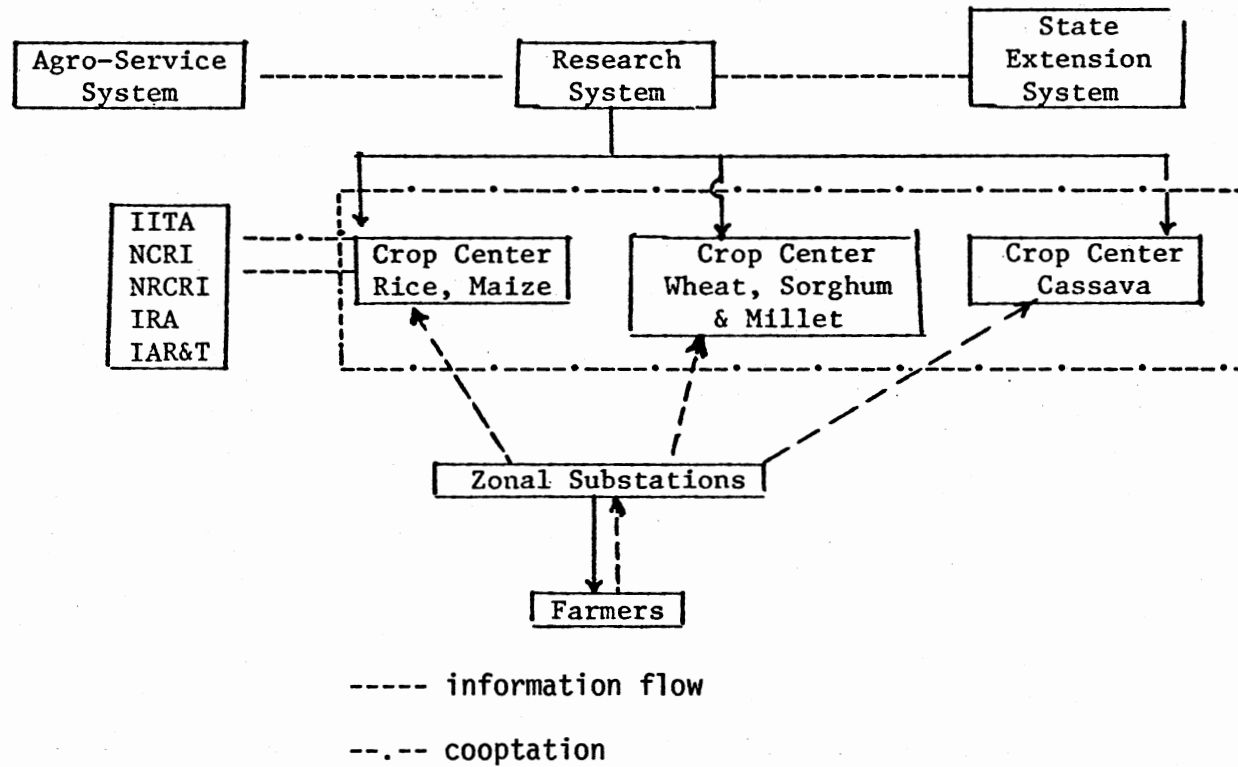 Agro-Service
System
Research
System
State
Extension
System
IITA
NCRI
NRCRI
IRA
IAR&T
Crop Center
Rice, Maize
Crop Center
Wheat, Sorghum
& Millet
Crop Center
Cassava
Zonal Substations
Farmers
----- information flow
--.-- cooptation